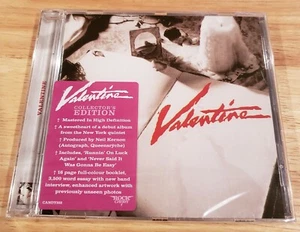 VALENTINE
Valentine
COLLECTOR'S
EDITION
Mastered In High Definition
A sweetheart of a debut album
from the New York quintet
Produced by Neil Kernon
(Autograph, Queensrÿche)
Includes, 'Runnin' On Luck
Again' and 'Never Said It
Was Gonna Be Easy'
16 page full-colour booklet,
3,500 word essay with new band
interview, enhanced artwork with
previously unseen photos
ROCK
CANDY
Valentine